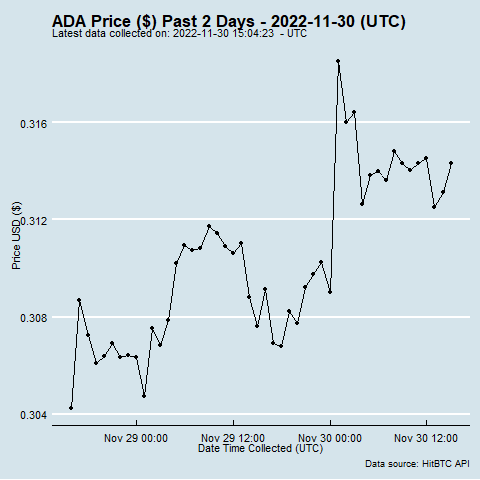 ADA Price ($) Past 2 Days - 2022-11-30 (UTC)
Latest data collected on: 2022-11-30 15:04:23 - UTC
Price USD ($)
0.316
0.312
0.308
0.304
Nov 29 00:00 Nov 29 12:00 Nov 30 00:00 Nov 30 12:00
Date Time Collected (UTC)
Data source: HitBTC API